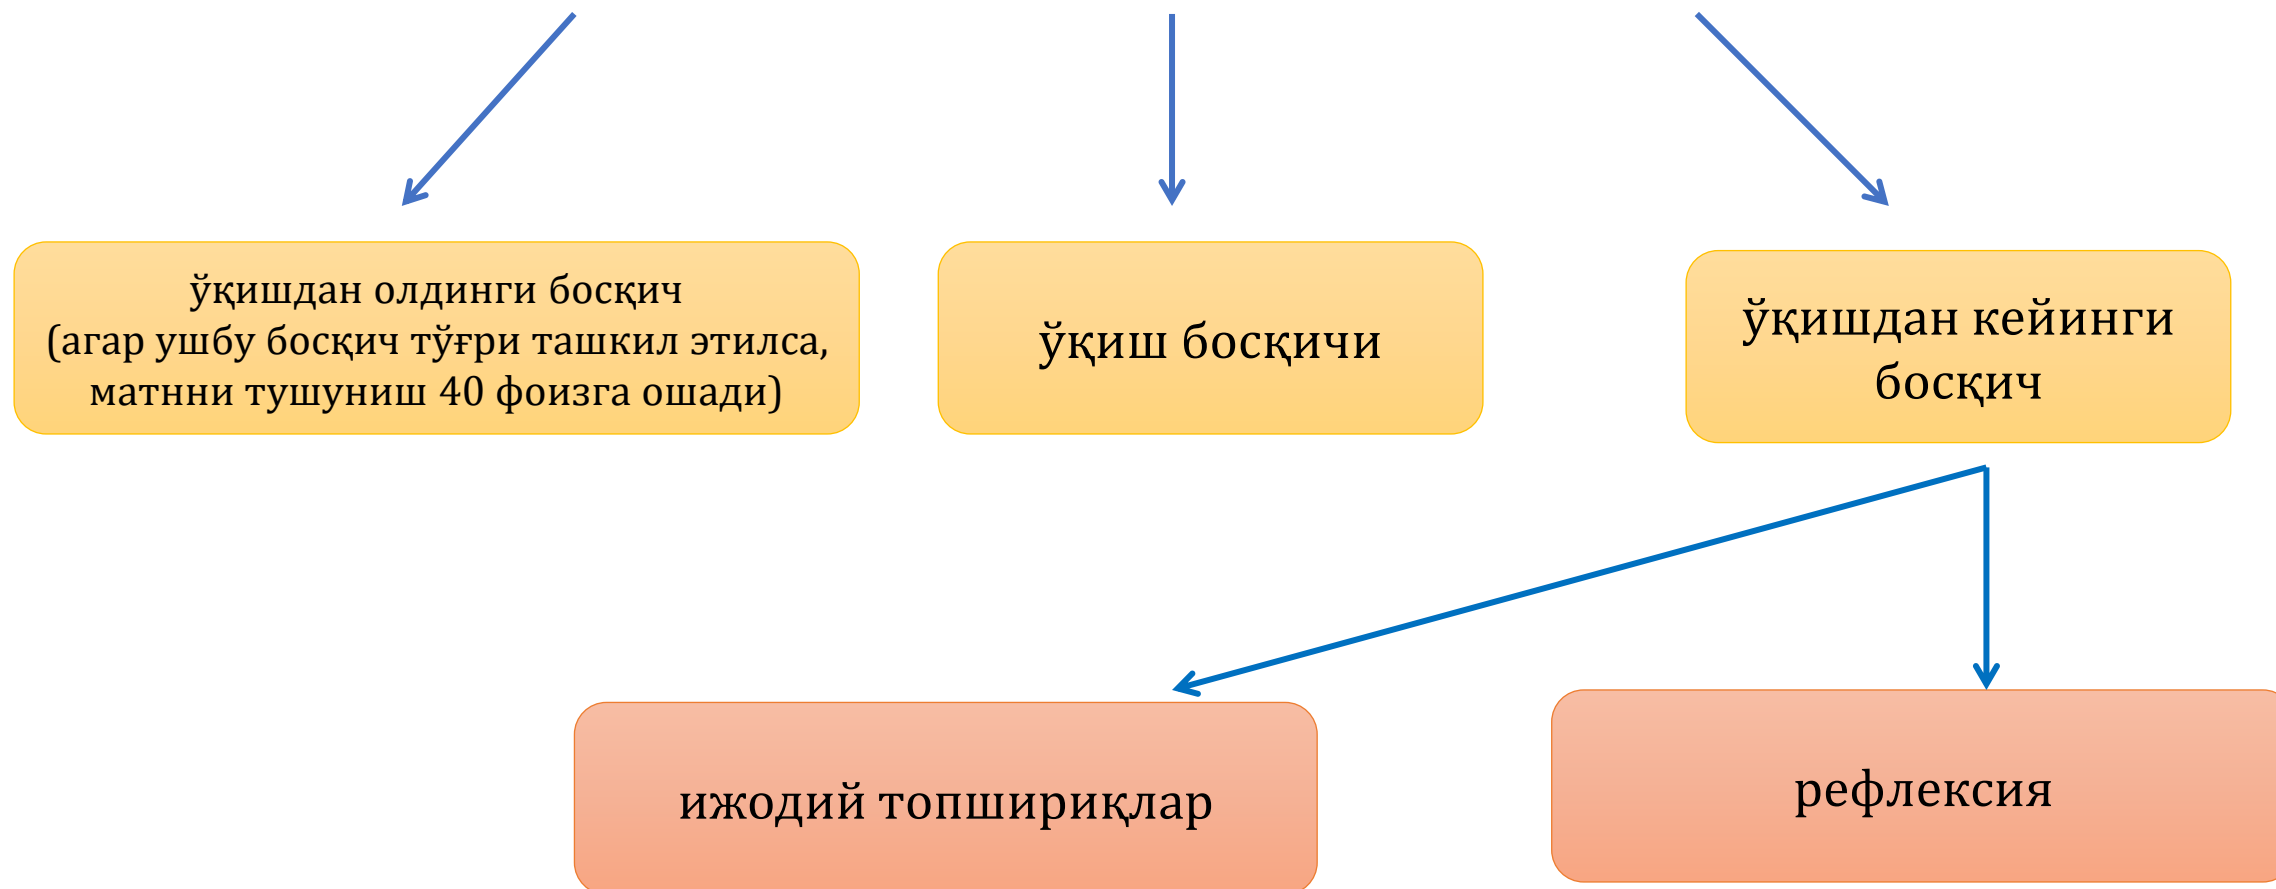 ўқишдан олдинги босқич
(агар ушбу босқич тўғри ташкил этилса,
матнни тушуниш 40 фоизга ошади)
ўқиш босқичи
ўқишдан кейинги
босқич
ижодий топшириқлар
рефлексия